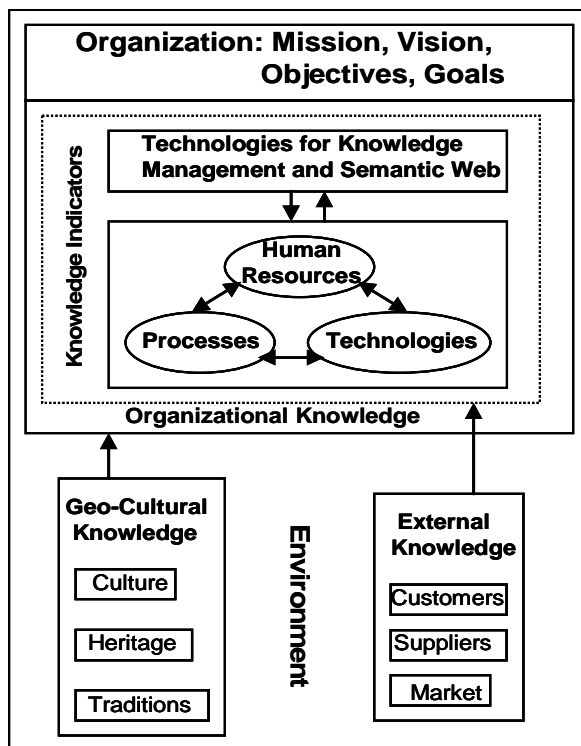 Organization: Mission, Vision,
Objectives, Goals
Knowledge Indicators
Technologies for Knowledge
Management and Semantic Web
Human
Resources
Processes
Technologies
Organizational Knowledge
Geo-Cultural
Knowledge
Culture
Heritage
Traditions
Environment
External
Knowledge
Customers
Suppliers
Market